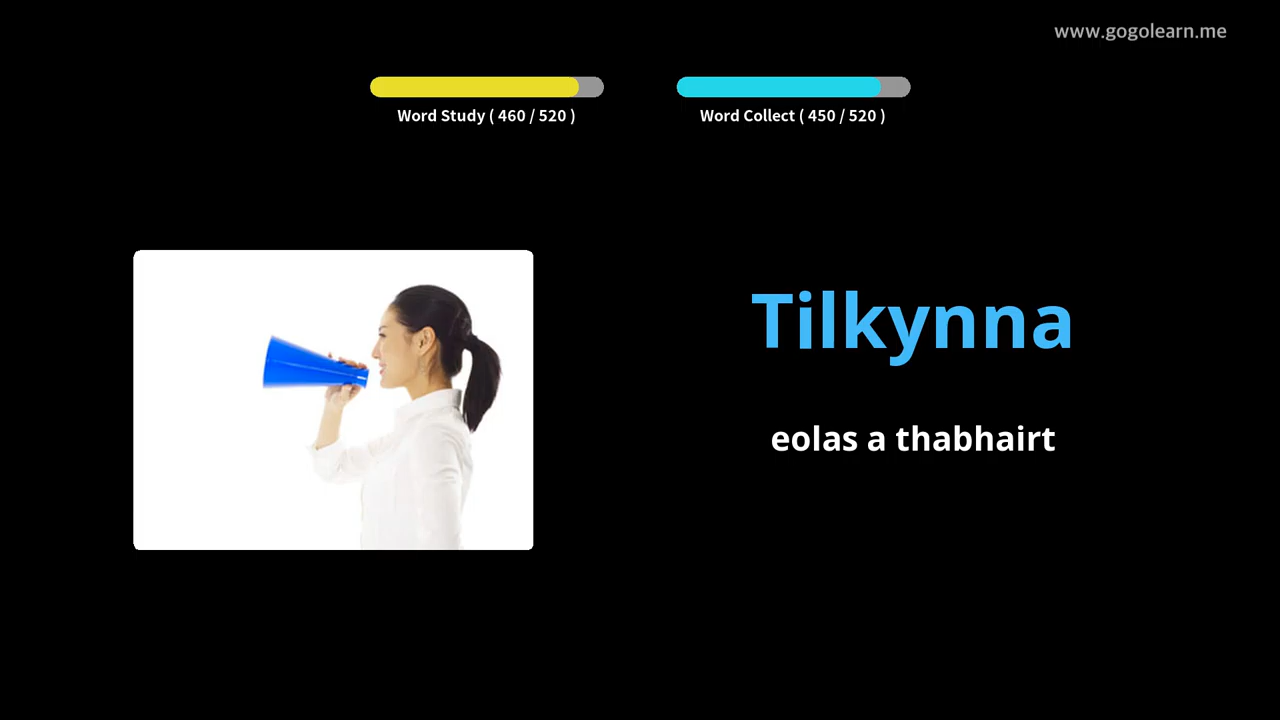 www.gogolearn.me
Word Study ( 460 / 520 )
Word Collect ( 450 / 520 )
Tilkynna
eolas a thabhairt